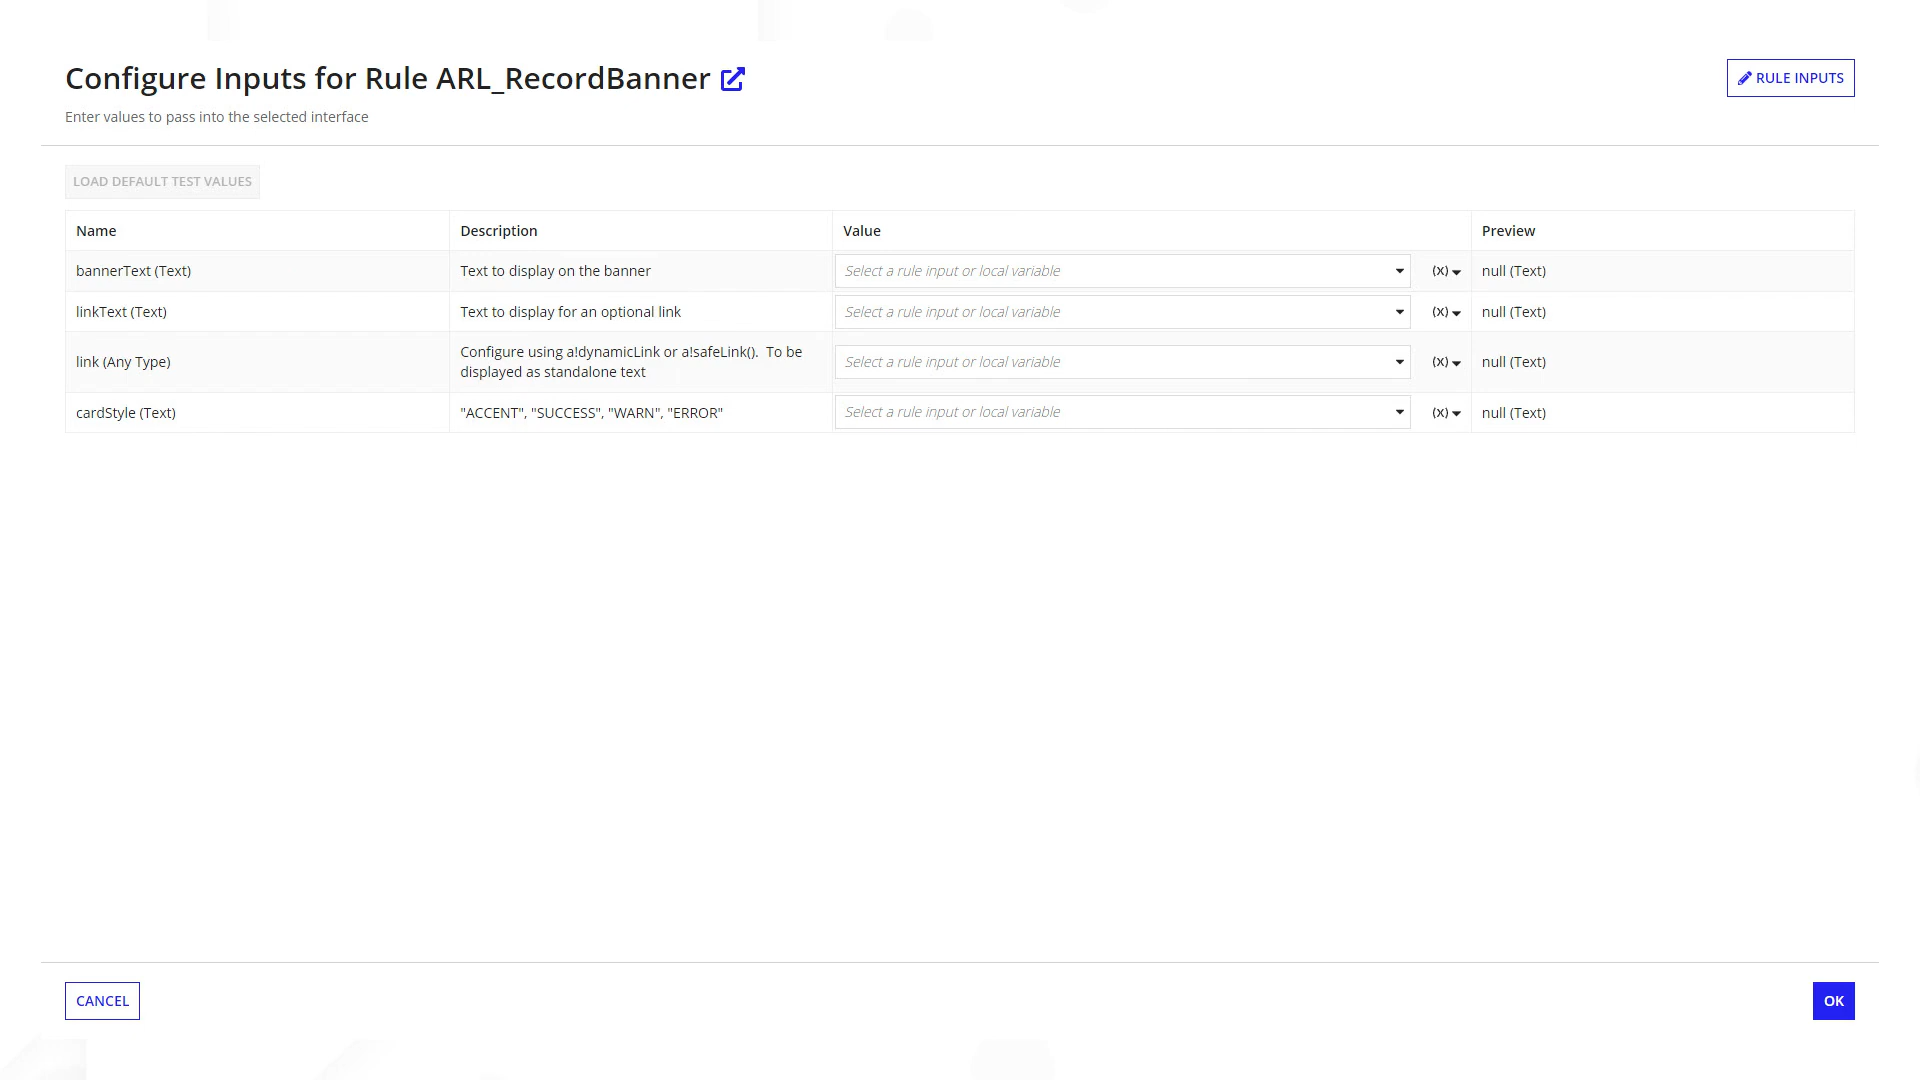 Configure Inputs for Rule ARL_RecordBanner
RULE INPUTS
Enter values to pass into the selected interface
LOAD DEFAULT TEST VALUES
Name Description Value Preview
bannerText (Text) Text to display on the banner Select a rule input or local variable (x) null (Text)
linkText (Text) Text to display for an optional link Select a rule input or local variable (x) null (Text)
link (Any Type) Configure using a!dynamicLink or a!safeLink(). To be Select a rule input or local variable (x) null (Text)
displayed as standalone text
cardStyle (Text) "ACCENT", "SUCCESS", "WARN", "ERROR" Select a rule input or local variable (x) null (Text)
CANCEL
OK